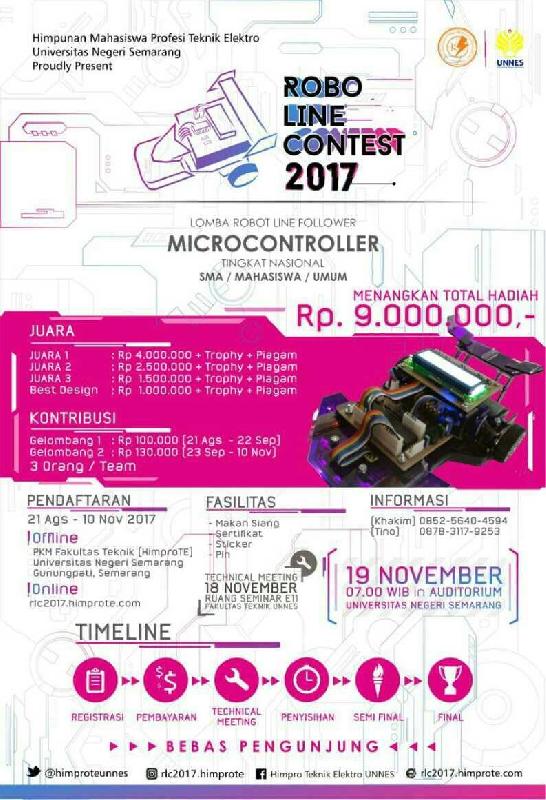 Himpunan Mahasiswa Profesi Teknik Elektro
Universitas Negeri Semarang
Proudly Present
UNNES
ROBO
LINE
CONTEST
2017
LOMBA ROBOT LINE FOLLOWER
MICROCONTROLLER
TINGKAT NASIONAL
SMA / MAHASISWA / UMUM
MENANGKAN TOTAL HADIAH
Rp. 9.000.000,-
JUARA
JUARA 1 : Rp 4.000.000 + Trophy + Piagam
JUARA 2 : Rp 2.500.000 + Trophy + Piagam
JUARA 3 : Rp 1.500.000 + Trophy + Piagam
Best Design : Rp 1.000.000 + Trophy + Piagam
KONTRIBUSI
Gelombang 1 : Rp 100.000 (21 Ags - 22 Sep)
Gelombang 2 : Rp 130.000 (23 Sep - 10 Nov)
3 Orang / Team
PENDAFTARAN
21 Ags - 10 Nov 2017
Offline
PKM Fakultas Teknik (HimproTE)
Universitas Negeri Semarang
Gunungpati, Semarang
Online
rlc2017.himprote.com
FASILITAS
- Makan Siang
- Sertifikat
- Sticker
- Pin
TECHNICAL MEETING
18 NOVEMBER
RUANG SEMINAR E11
FAKULTAS TEKNIK UNNES
INFORMASI
(Khakim) 0852-5640-4594
(Tino) 0878-3117-9253
19 NOVEMBER
07.00 WIB in AUDITORIUM
UNIVERSITAS NEGERI SEMARANG
TIMELINE
REGISTRASI
PEMBAYARAN
TECHNICAL MEETING
PENYISIHAN
SEMI FINAL
FINAL
BEBAS PENGUNJUNG
@himproteunnes
rlc2017.himprote
Himpro Teknik Elektro UNNES
rlc2017.himprote.com